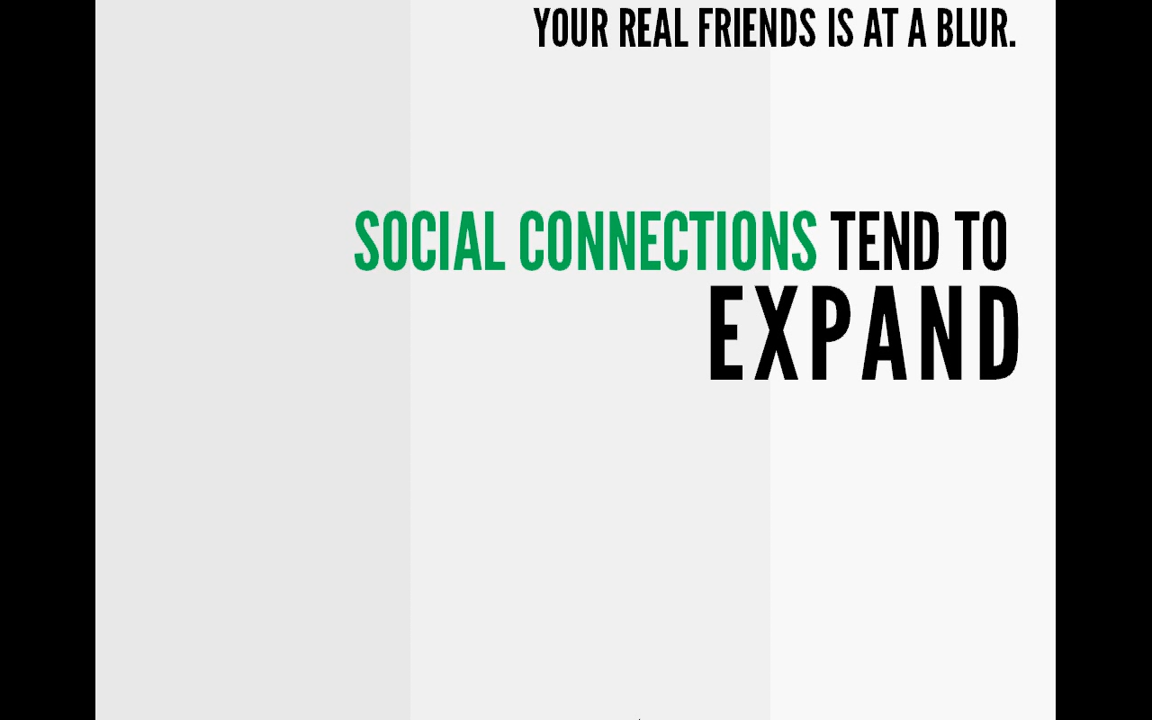 YOUR REAL FRIENDS IS AT A BLUR.
SOCIAL CONNECTIONS TEND TO
EXPAND